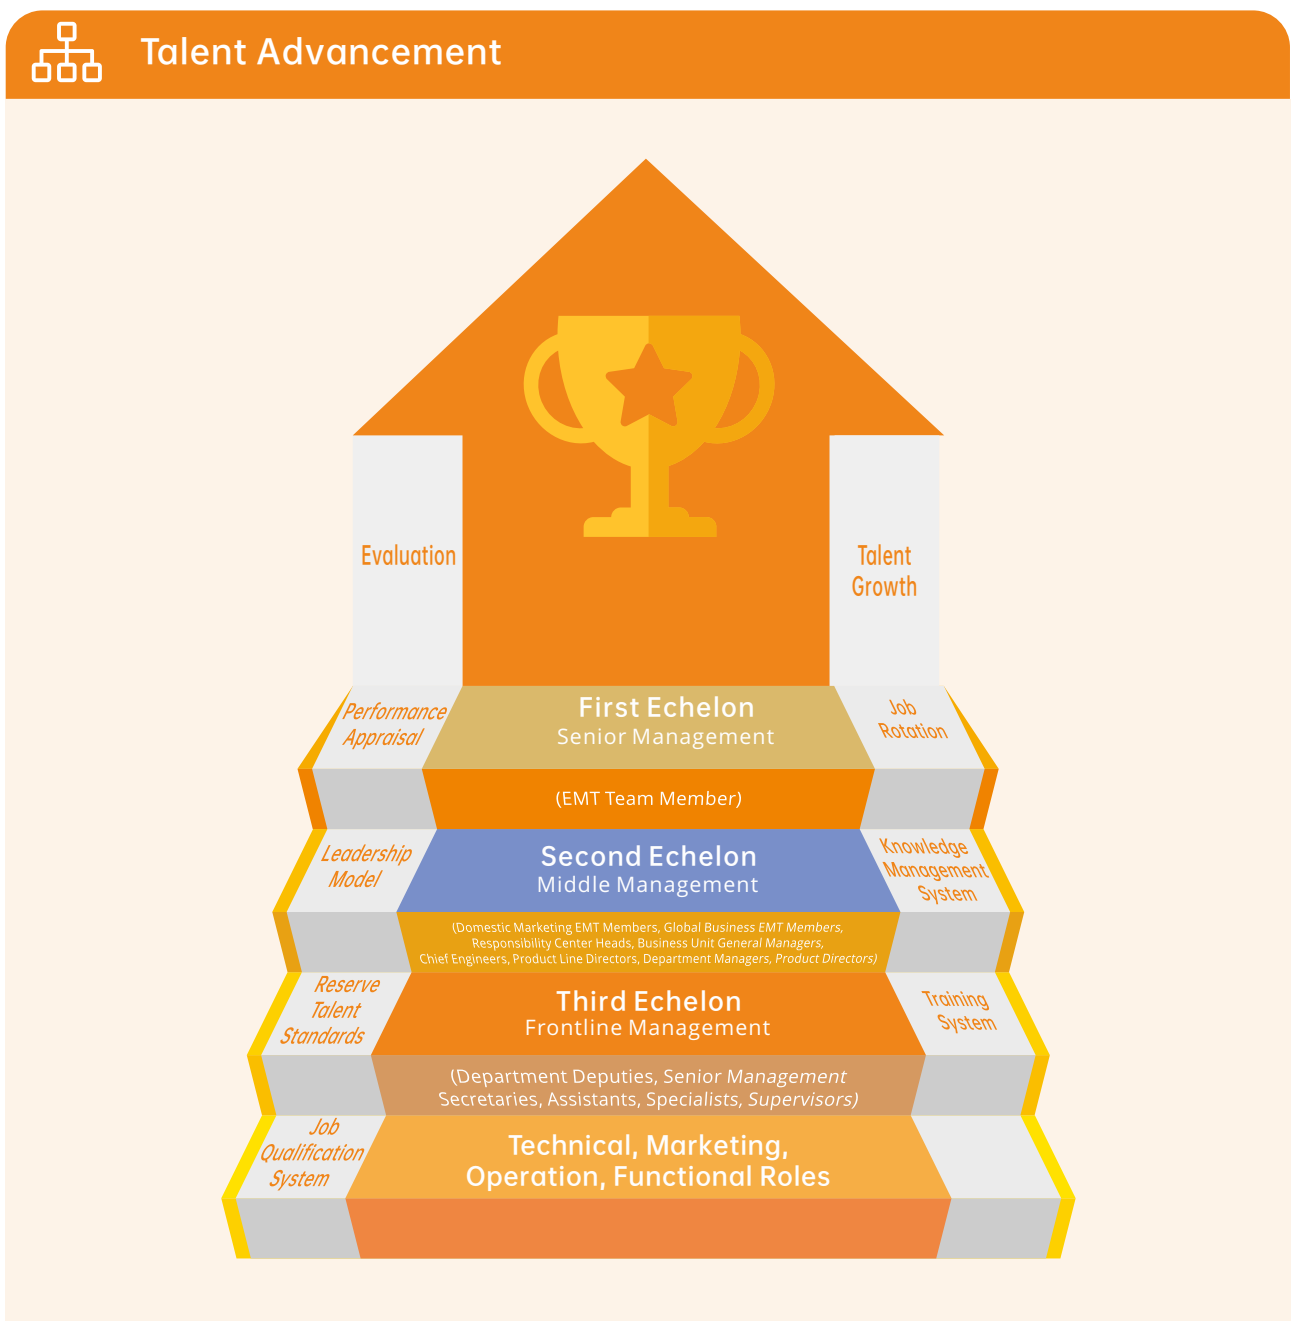 Talent Advancement
Evaluation
Talent
Growth
Performance
Appraisal
First Echelon
Senior Management
Job
Rotation
(EMT Team Member)
Leadership
Model
Second Echelon
Middle Management
Knowledge
Management
System
(Domestic Marketing EMT Members, Global Business EMT Members,
Responsibility Center Heads, Business Unit General Managers,
Chief Engineers, Product Line Directors, Department Managers, Product Directors)
Reserve
Talent
Standards
Third Echelon
Frontline Management
Training
System
(Department Deputies, Senior Management
Secretaries, Assistants, Specialists, Supervisors)
Job
Qualification
System
Technical, Marketing,
Operation, Functional Roles